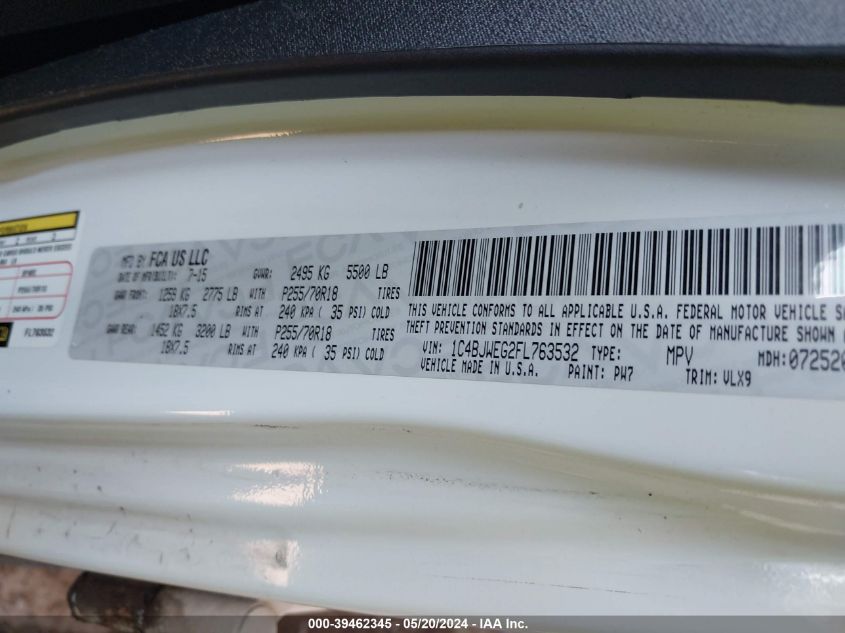 MFD BY FCA US LLC
DATE OF MFR(BUILT): 7-15 GVWR: 2495 KG 5500 LB
GAWR FRONT: 1259 KG 2775 LB WITH P255/70R18 TIRES
18X7.5 RIMS AT 240 KPA ( 35 PSI) COLD
GAWR REAR: 1452 KG 3200 LB WITH P255/70R18 TIRES
18X7.5 RIMS AT 240 KPA ( 35 PSI) COLD
THIS VEHICLE CONFORMS TO ALL APPLICABLE U.S.A. FEDERAL MOTOR VEHICLE SA
THEFT PREVENTION STANDARDS IN EFFECT ON THE DATE OF MANUFACTURE SHOWN
VIN: 1C4BJWEG2FL763532 TYPE: MPV MDH:072520
VEHICLE MADE IN U.S.A. PAINT: PW7 TRIM: VLX9
FL763532
000-39462345 - 05/20/2024 - IAA Inc.